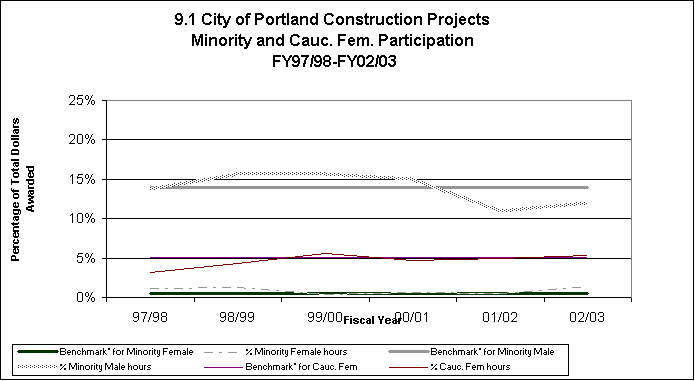 9.1 City of Portland Construction Projects
Minority and Cauc. Fem. Participation
FY97/98-FY02/03
Percentage of Total Dollars
Awarded
25%
20%
15%
10%
5%
0%
97/98 98/99 99/00 00/01 01/02 02/03
Fiscal Year
Benchmark* for Minority Female
% Minority Female hours
Benchmark* for Minority Male
% Minority Male hours
Benchmark* for Cauc. Fem
% Cauc. Fem hours